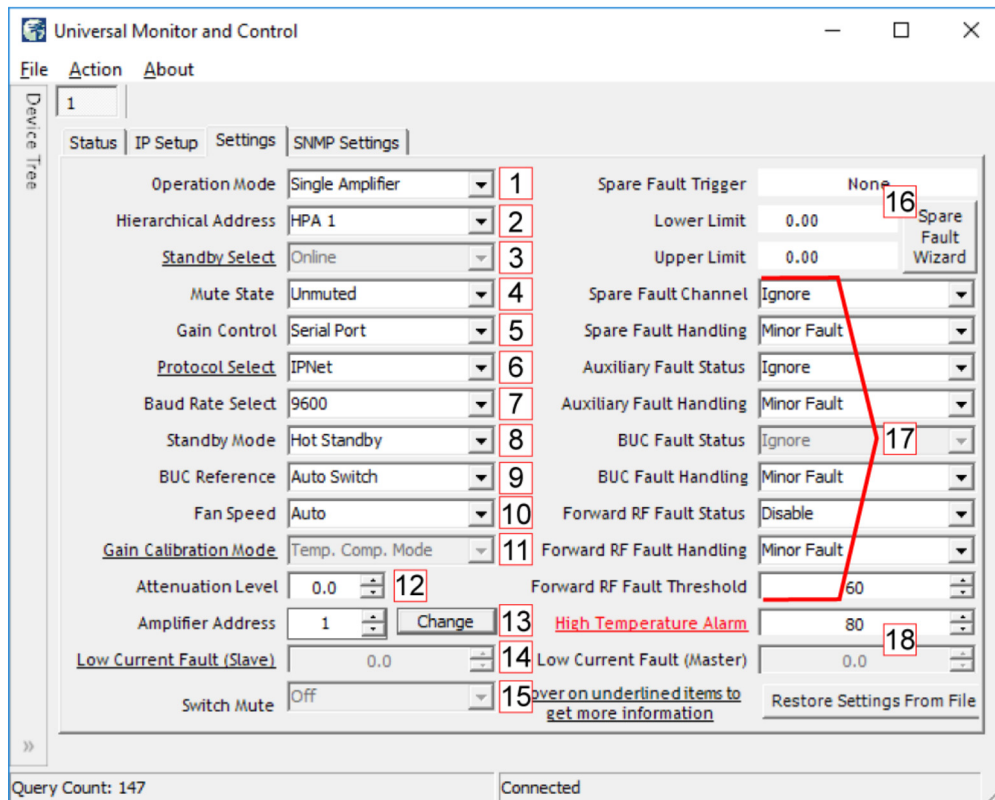 Universal Monitor and Control
File Action About
Device Tree
1
Status IP Setup Settings SNMP Settings
Operation Mode Single Amplifier 1 Spare Fault Trigger None
Hierarchical Address HPA 1 2 Lower Limit 0.00 16 Spare Fault Wizard
Standby Select Online 3 Upper Limit 0.00
Mute State Unmuted 4 Spare Fault Channel Ignore
Gain Control Serial Port 5 Spare Fault Handling Minor Fault
Protocol Select IPNet 6 Auxiliary Fault Status Ignore
Baud Rate Select 9600 7 Auxiliary Fault Handling Minor Fault
Standby Mode Hot Standby 8 BUC Fault Status Ignore 17
BUC Reference Auto Switch 9 BUC Fault Handling Minor Fault
Fan Speed Auto 10 Forward RF Fault Status Disable
Gain Calibration Mode Temp. Comp. Mode 11 Forward RF Fault Handling Minor Fault
Attenuation Level 0.0 12 Forward RF Fault Threshold 60
Amplifier Address 1 Change 13 High Temperature Alarm 80
Low Current Fault (Slave) 0.0 14 Low Current Fault (Master) 0.0 18
Switch Mute Off 15 over on underlined items to Restore Settings From File
get more information
»
Query Count: 147 Connected